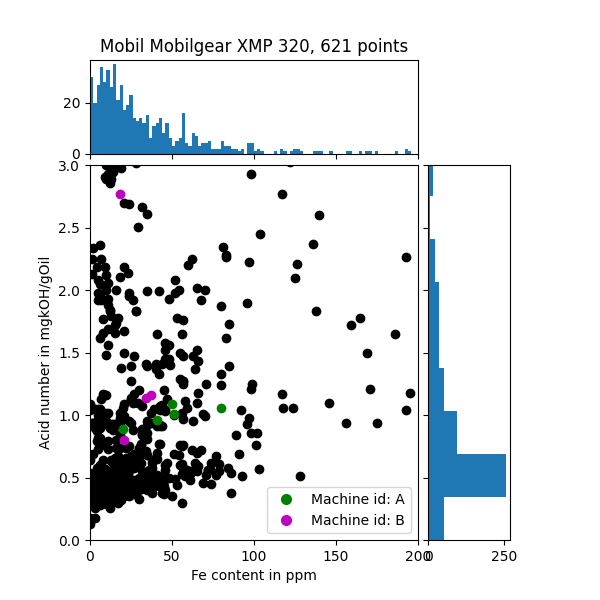 Mobil Mobilgear XMP 320, 621 points
20
0
3.0
2.5
2.0
1.5
1.0
0.5
0.0
Acid number in mgkOH/gOil
Machine id: A
Machine id: B
0 50 100 150 200
0 250
Fe content in ppm